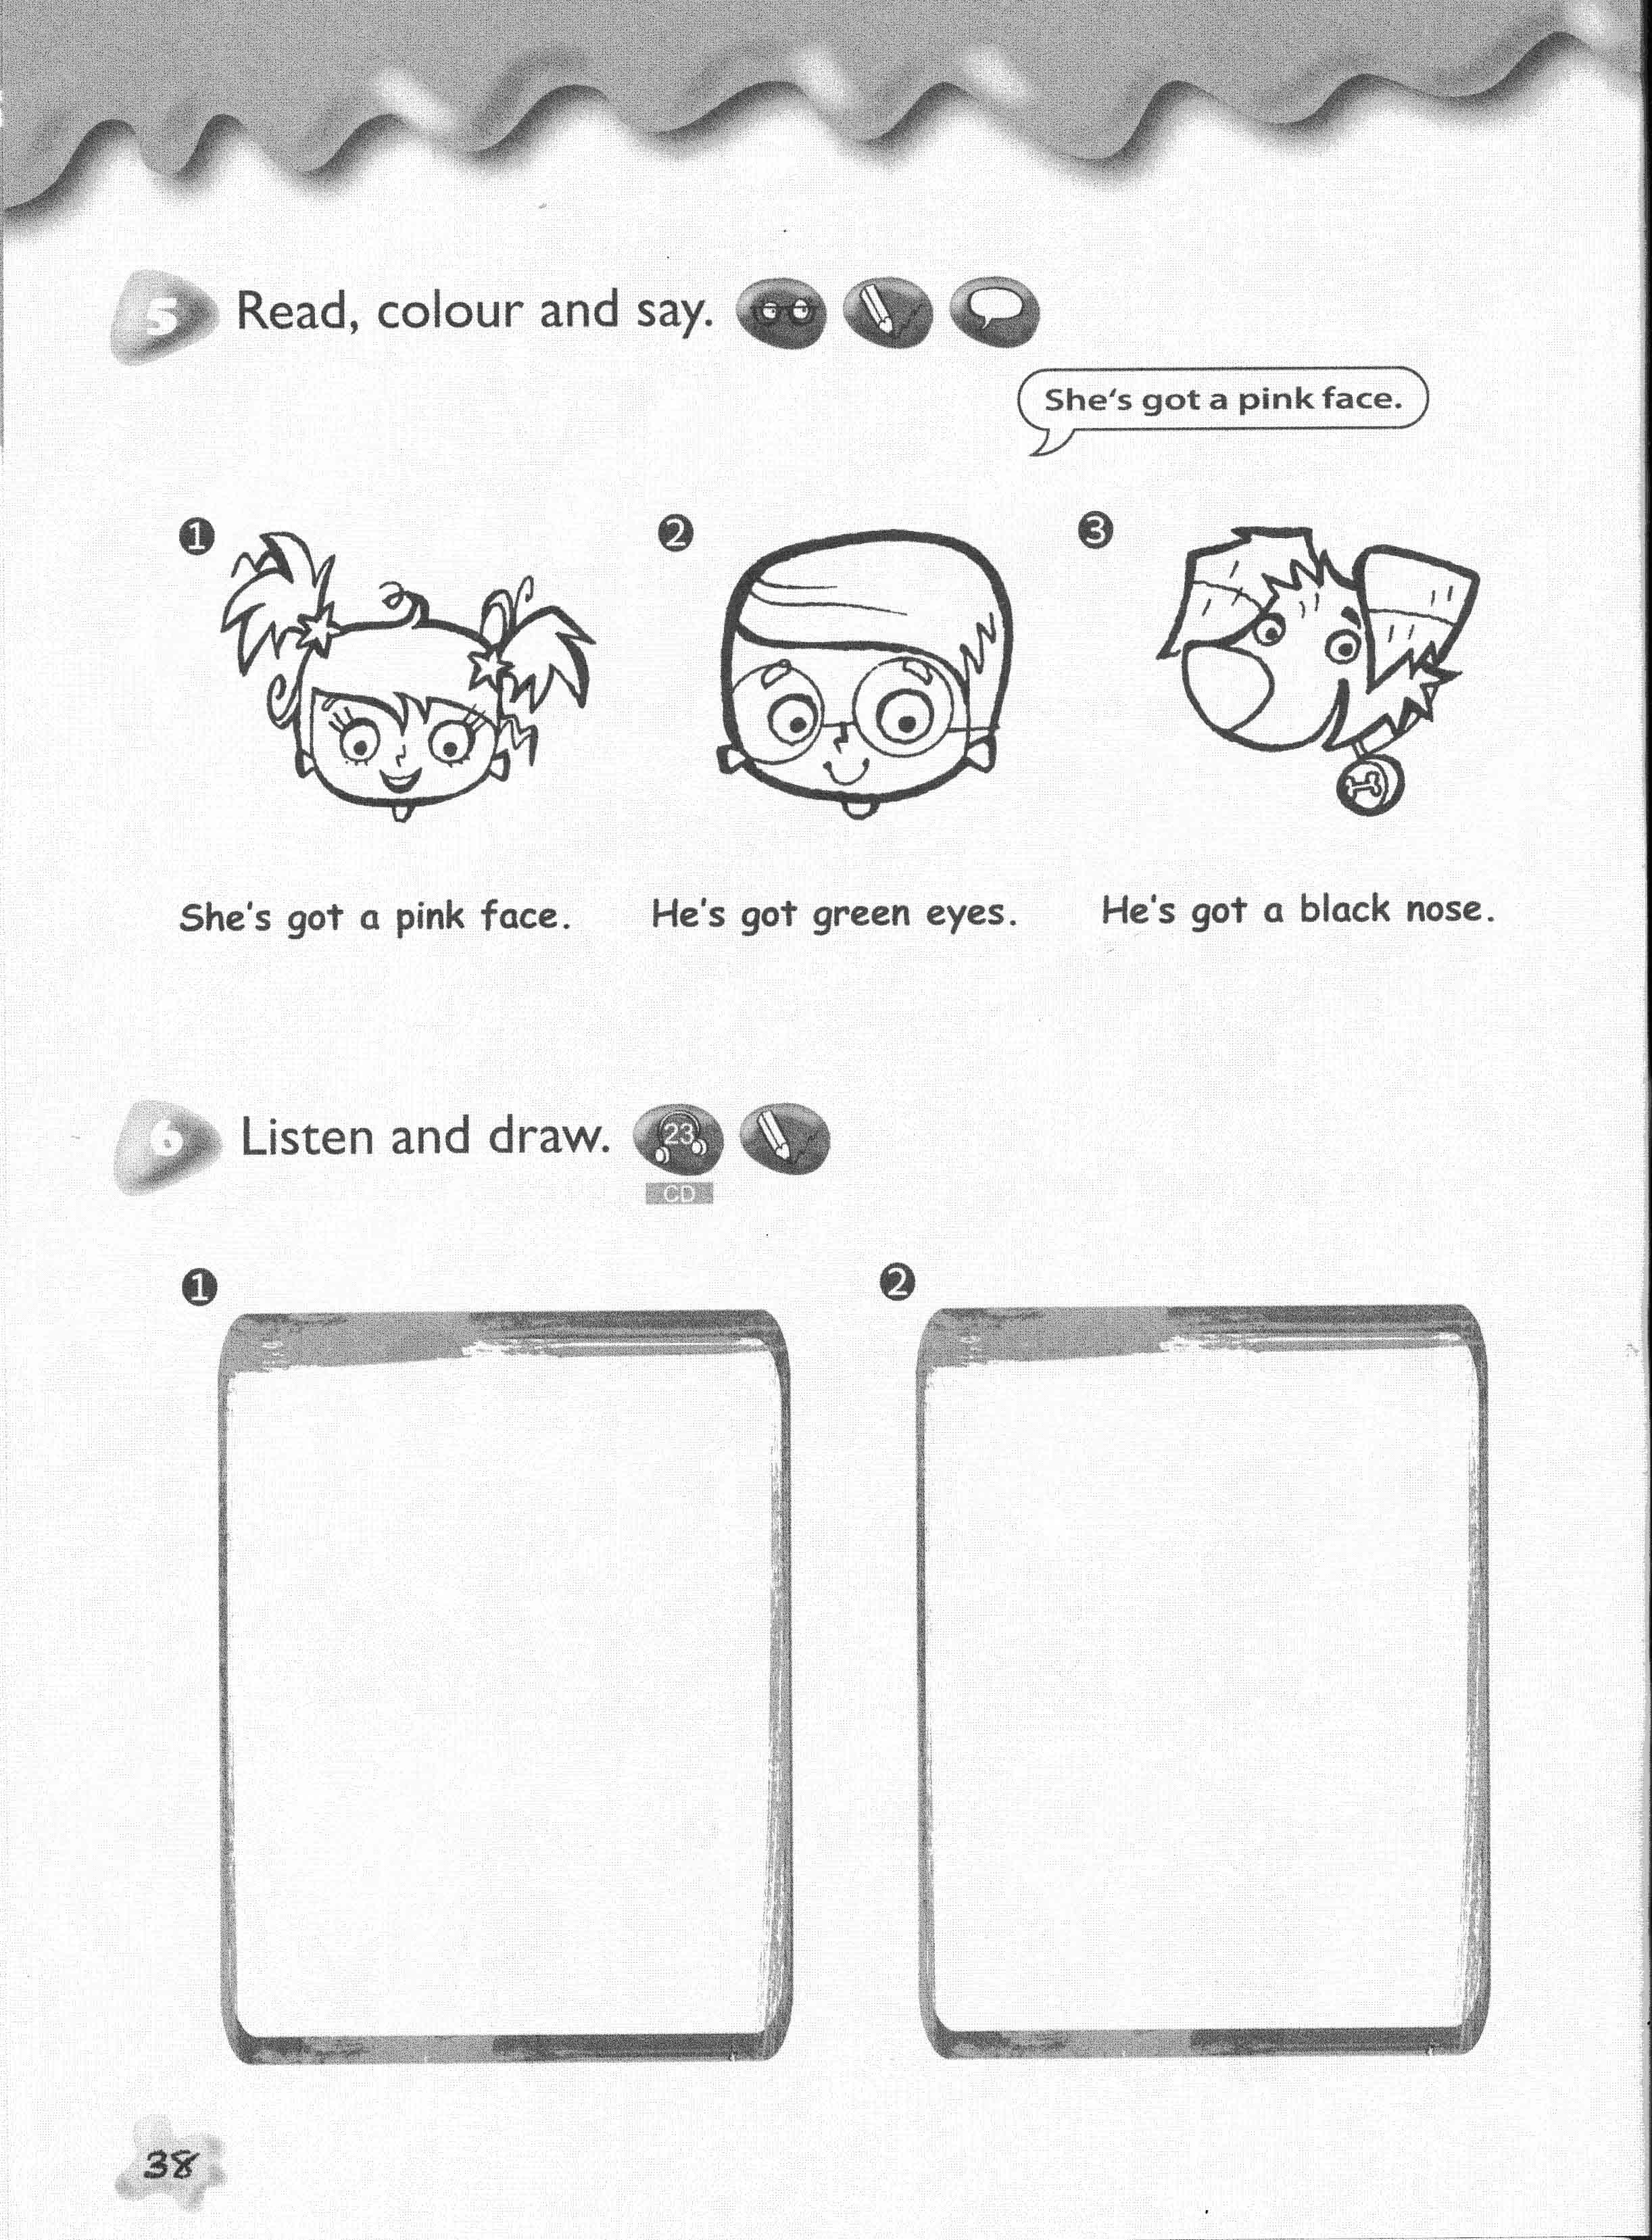 5 Read, colour and say.
She's got a pink face.
1
2
3
She's got a pink face.
He's got green eyes.
He's got a black nose.
6 Listen and draw. 23
CD
1
2
38